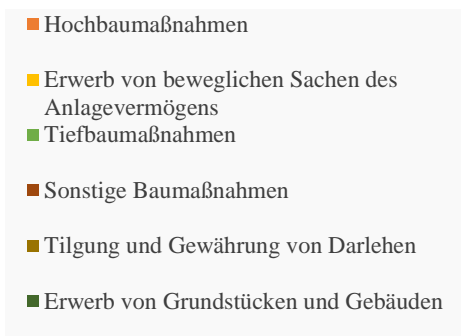 Hochbaumaßnahmen
Erwerb von beweglichen Sachen des
Anlagevermögens
Tiefbaumaßnahmen
Sonstige Baumaßnahmen
Tilgung und Gewährung von Darlehen
Erwerb von Grundstücken und Gebäuden